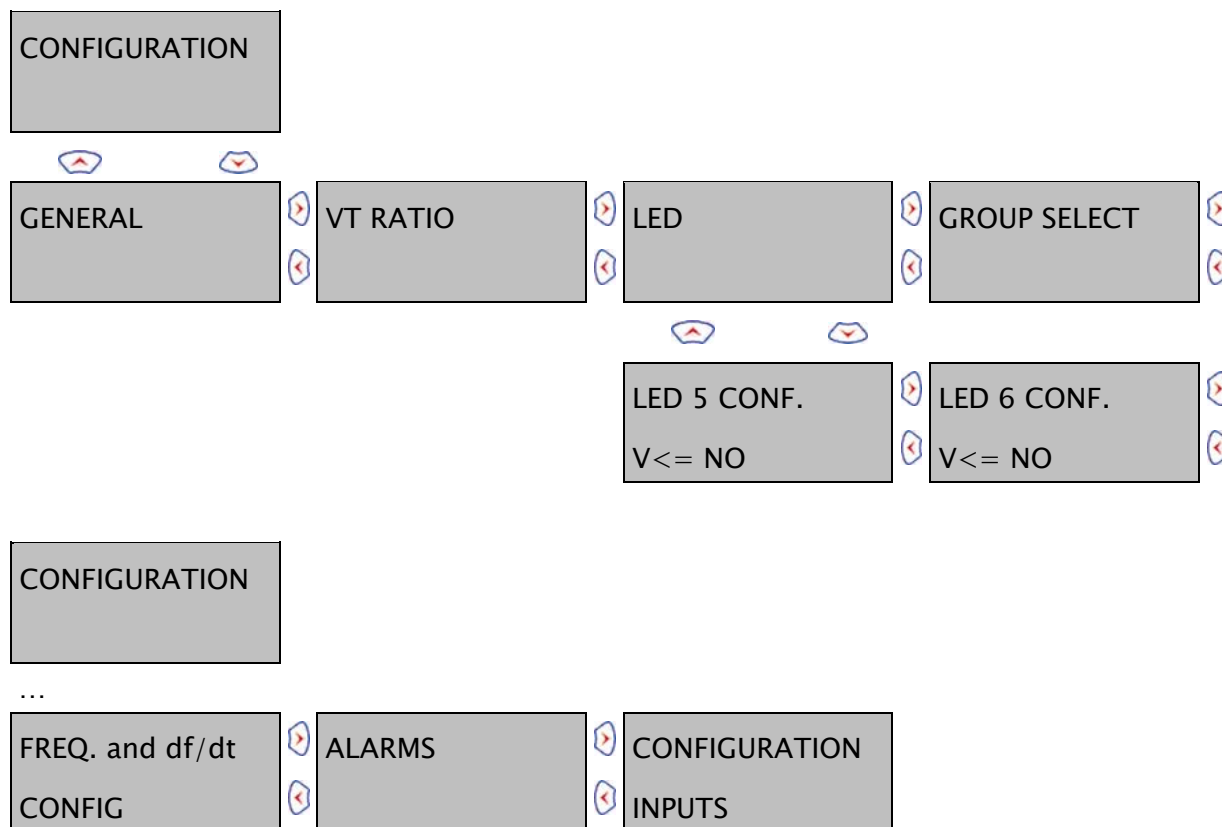 CONFIGURATION
GENERAL
VT RATIO
LED
GROUP SELECT
LED 5 CONF.
V<= NO
LED 6 CONF.
V<= NO
CONFIGURATION
...
FREQ. and df/dt
CONFIG
ALARMS
CONFIGURATION
INPUTS